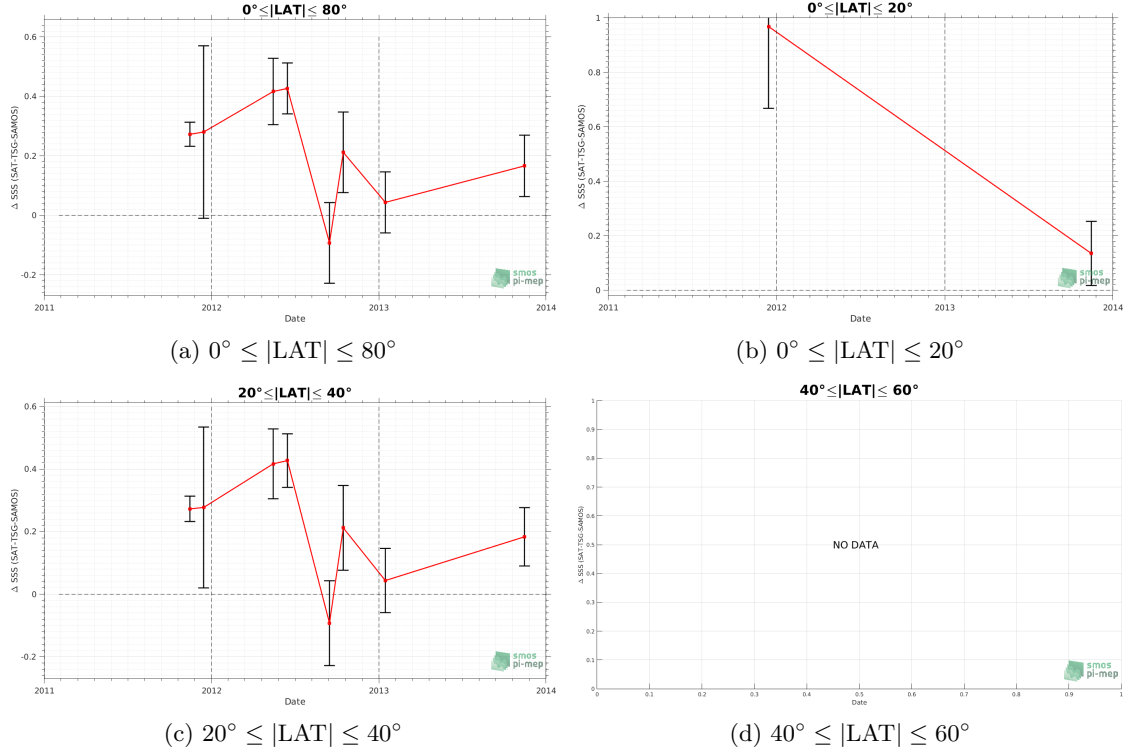 0°≤|LAT|≤ 80°
Δ SSS (SAT-TSG-SAMOS)
0.6
0.4
0.2
0
-0.2
2011 2012 2013 2014
Date
smos
pi-mep
(a) 0° ≤ |LAT| ≤ 80°
0°≤|LAT|≤ 20°
Δ SSS (SAT-TSG-SAMOS)
1
0.8
0.6
0.4
0.2
0
2011 2012 2013 2014
Date
smos
pi-mep
(b) 0° ≤ |LAT| ≤ 20°
20°≤|LAT|≤ 40°
Δ SSS (SAT-TSG-SAMOS)
0.6
0.4
0.2
0
-0.2
2011 2012 2013 2014
Date
smos
pi-mep
(c) 20° ≤ |LAT| ≤ 40°
40°≤|LAT|≤ 60°
Δ SSS (SAT-TSG-SAMOS)
1
0.9
0.8
0.7
0.6
0.5
0.4
0.3
0.2
0.1
0
NO DATA
0 0.1 0.2 0.3 0.4 0.5 0.6 0.7 0.8 0.9 1
Date
smos
pi-mep
(d) 40° ≤ |LAT| ≤ 60°